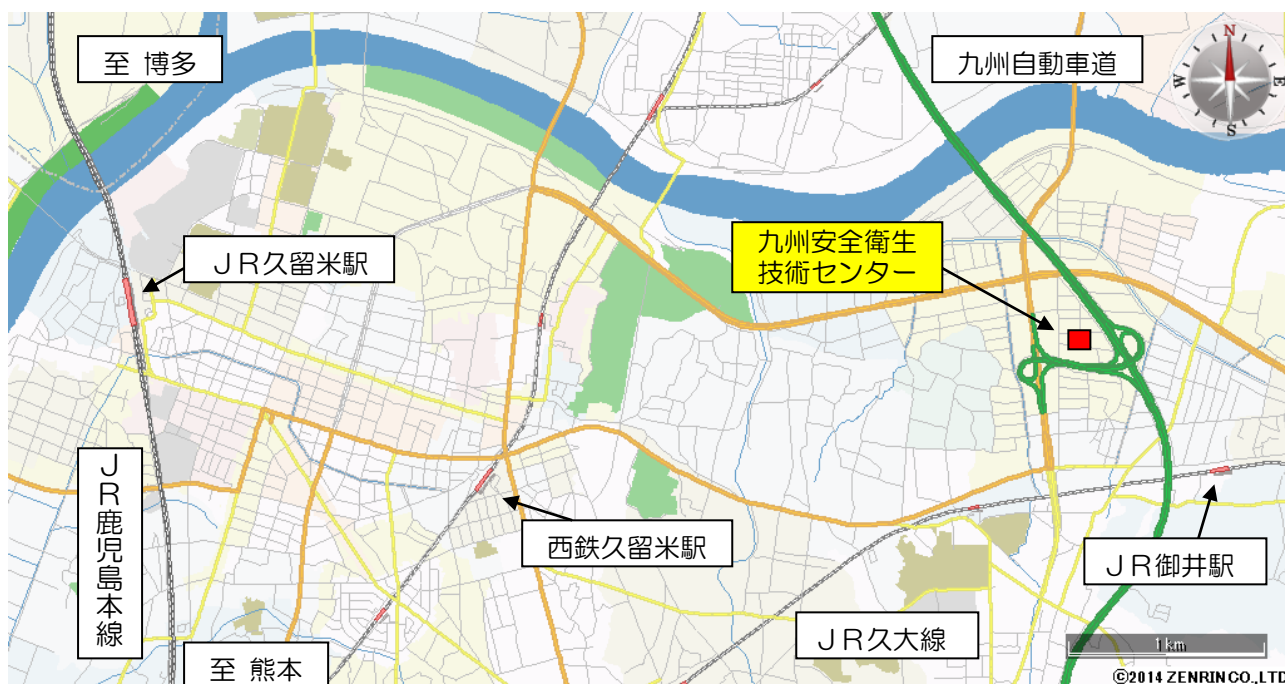 至 博多
九州自動車道
N
W
E
S
九州安全衛生
技術センター
ＪＲ久留米駅
ＪＲ鹿児島本線
西鉄久留米駅
ＪＲ御井駅
ＪＲ久大線
至 熊本
1km
©2014 ZENRIN CO., LTD